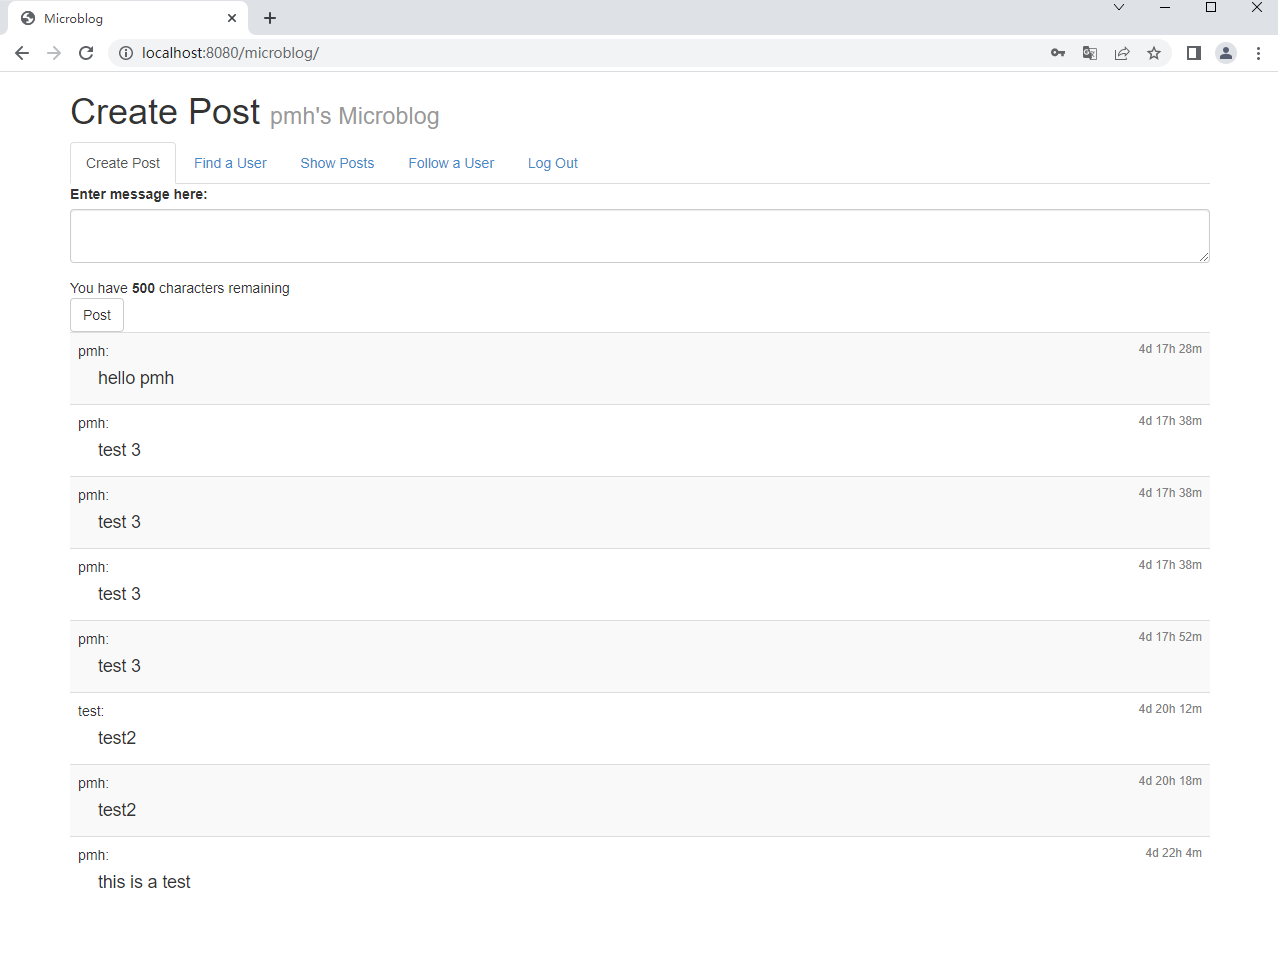 Microblog
localhost:8080/microblog/
Create Post pmh's Microblog
Create Post Find a User Show Posts Follow a User Log Out
Enter message here:
You have 500 characters remaining
Post
pmh: 4d 17h 28m
hello pmh
pmh: 4d 17h 38m
test 3
pmh: 4d 17h 38m
test 3
pmh: 4d 17h 38m
test 3
pmh: 4d 17h 52m
test 3
test: 4d 20h 12m
test2
pmh: 4d 20h 18m
test2
pmh: 4d 22h 4m
this is a test